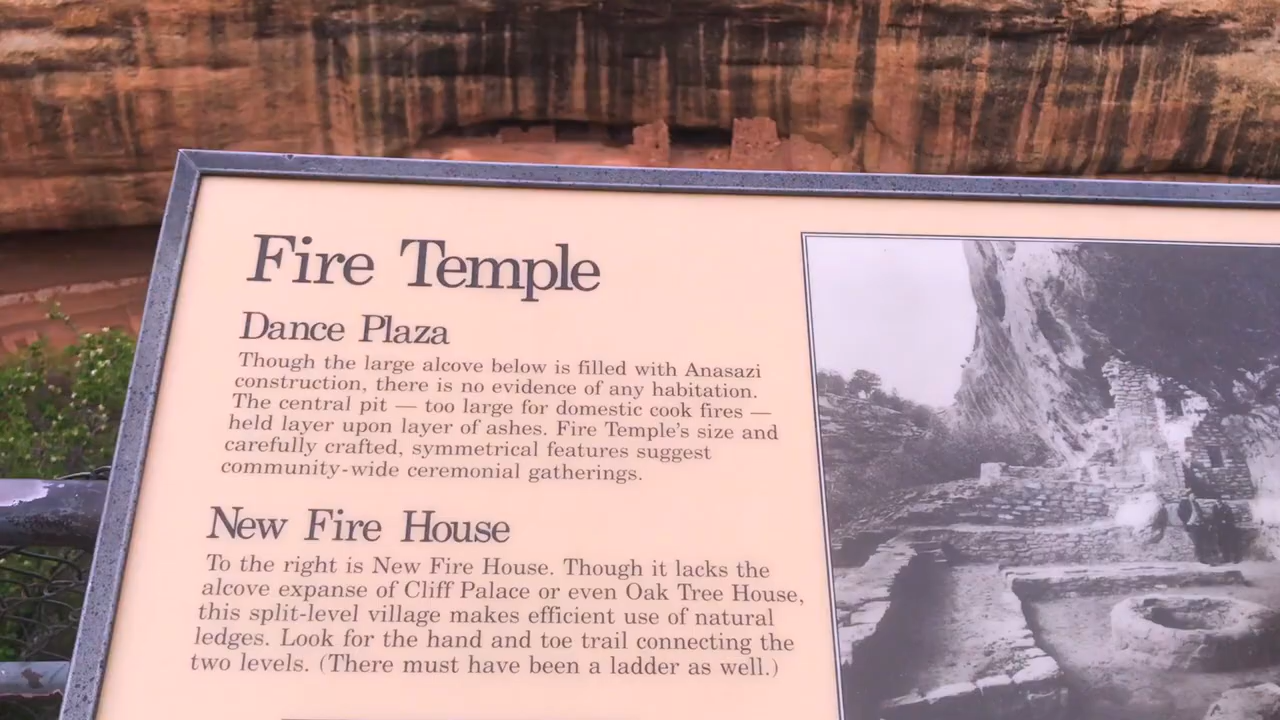 Fire Temple
Dance Plaza
Though the large alcove below is filled with Anasazi
construction, there is no evidence of any habitation.
The central pit — too large for domestic cook fires —
held layer upon layer of ashes. Fire Temple's size and
carefully crafted, symmetrical features suggest
community-wide ceremonial gatherings.
New Fire House
To the right is New Fire House. Though it lacks the
alcove expanse of Cliff Palace or even Oak Tree House,
this split-level village makes efficient use of natural
ledges. Look for the hand and toe trail connecting the
two levels. (There must have been a ladder as well.)